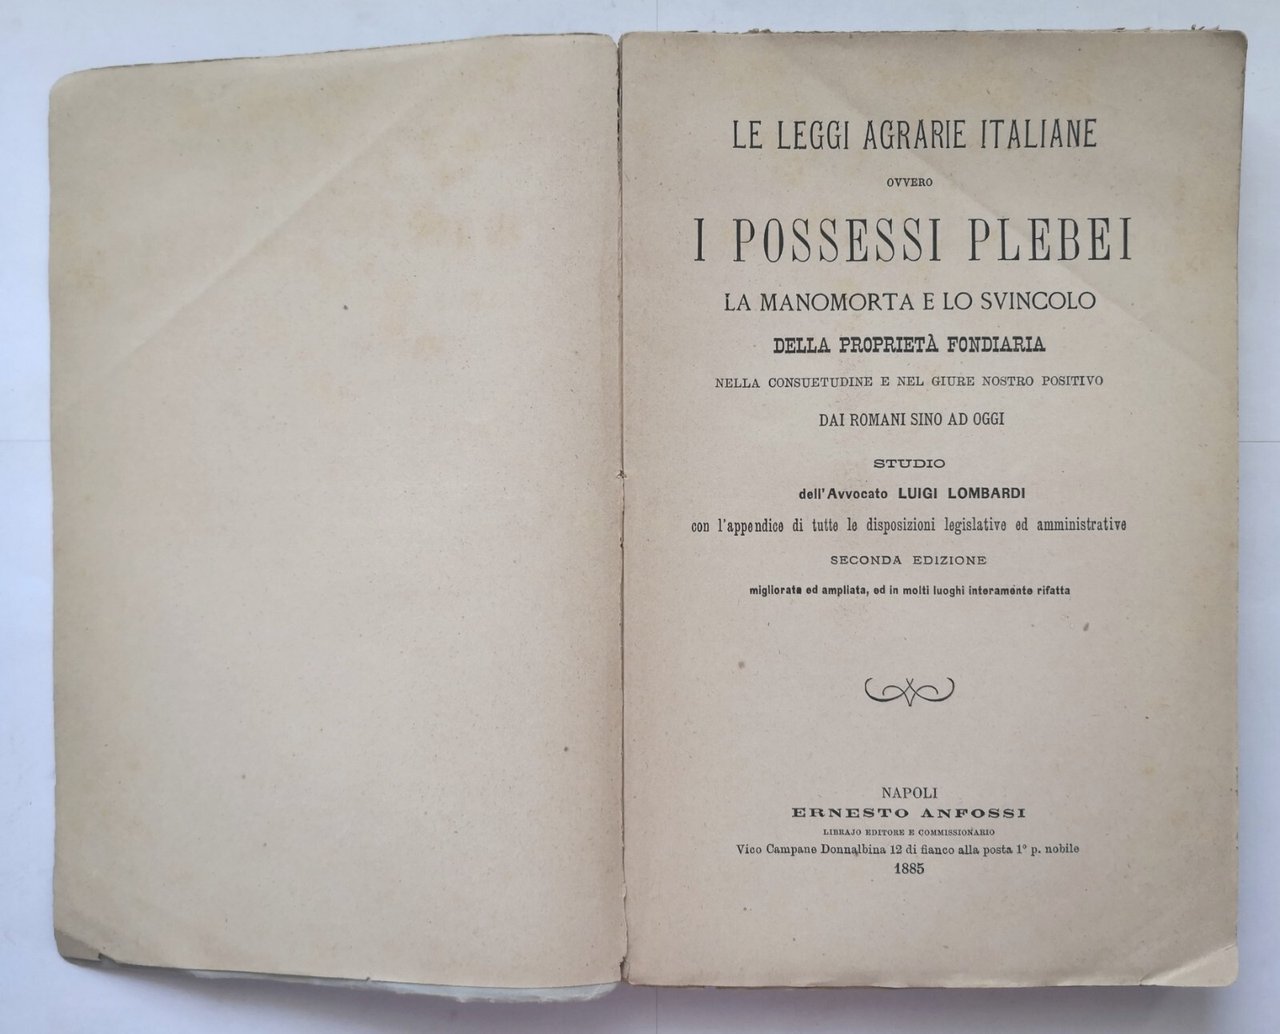 LE LEGGI AGRARIE ITALIANE
OVVERO
I POSSESSI PLEBEI
LA MANOMORTA E LO SVINCOLO
DELLA PROPRIETÀ FONDIARIA
NELLA CONSUETUDINE E NEL GIURE NOSTRO POSITIVO
DAI ROMANI SINO AD OGGI
STUDIO
dell'Avvocato LUIGI LOMBARDI
con l'appendice di tutte le disposizioni legislative ed amministrative
SECONDA EDIZIONE
migliorata ed ampliata, ed in molti luoghi interamente rifatta
NAPOLI
ERNESTO ANFOSSI
LIBRAJO EDITORE E COMMISSIONARIO
Vico Campane Donnalbina 12 di fianco alla posta 1° p. nobile
1885